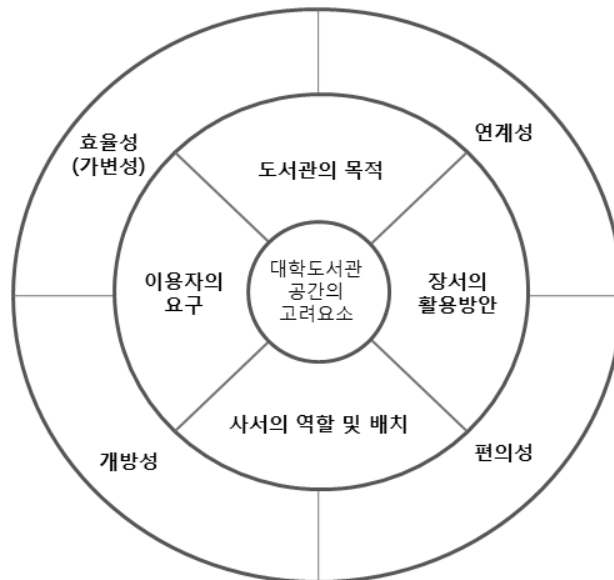 효율성
(가변성)
연계성
도서관의 목적
이용자의
요구
대학도서관
공간의
고려요소
장서의
활용방안
사서의 역할 및 배치
개방성
편의성